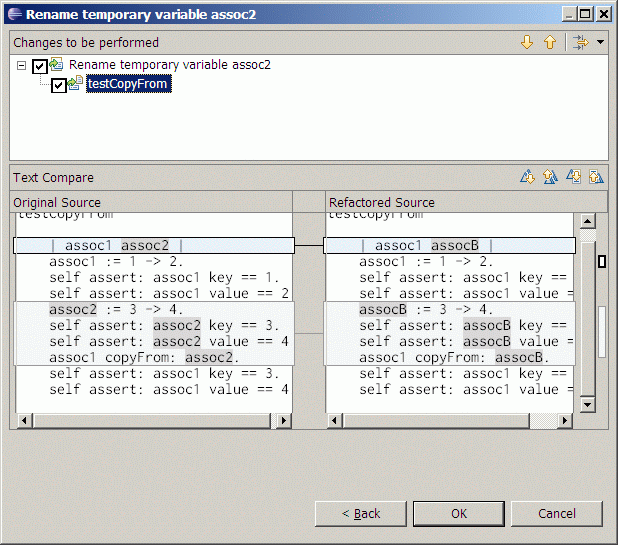 Rename temporary variable assoc2
Changes to be performed
Rename temporary variable assoc2
testCopyFrom
Text Compare
Original Source
Refactored Source
testCopyFrom
| assoc1 assoc2 |
assoc1 := 1 -> 2.
self assert: assoc1 key == 1.
self assert: assoc1 value == 2
assoc2 := 3 -> 4.
self assert: assoc2 key == 3.
self assert: assoc2 value == 4
assoc1 copyFrom: assoc2.
self assert: assoc1 key == 3.
self assert: assoc1 value == 4
testCopyFrom
| assoc1 assocB |
assoc1 := 1 -> 2.
self assert: assoc1 key ==
self assert: assoc1 value =
assocB := 3 -> 4.
self assert: assocB key ==
self assert: assocB value =
assoc1 copyFrom: assocB.
self assert: assoc1 key ==
self assert: assoc1 value =
< Back
OK
Cancel